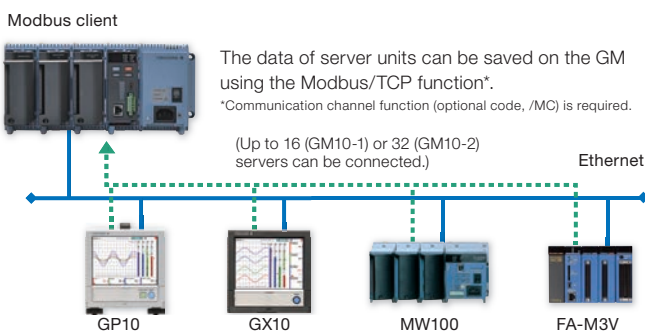 Modbus client
The data of server units can be saved on the GM
using the Modbus/TCP function*.
*Communication channel function (optional code, /MC) is required.
(Up to 16 (GM10-1) or 32 (GM10-2)
servers can be connected.)
Ethernet
GP10
GX10
MW100
FA-M3V